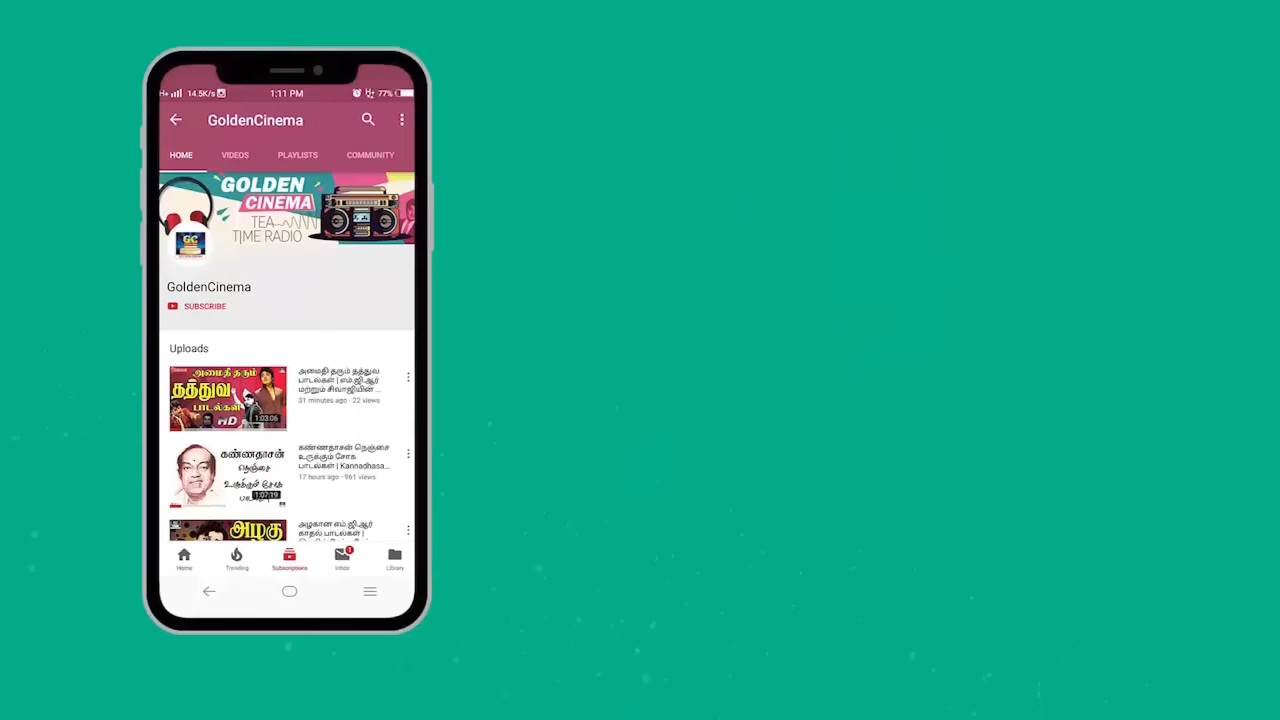 H+ 14.5K/s 1:11 PM 77%
GoldenCinema
HOME VIDEOS PLAYLISTS COMMUNITY
GOLDEN
CINEMA
TEA
TIME RADIO
GC
GoldenCinema
SUBSCRIBE
Uploads
அமைதி தரும்
தத்துவ
பாடல்கள்
HD
1:03:06
அமைதி தரும் தத்துவ
பாடல்கள் | எம்.ஜி.ஆர்
மற்றும் சிவாஜியின் ...
31 minutes ago · 22 views
கண்ணதாசன்
நெஞ்சை
உருக்கும் சோக
1:07:19
கண்ணதாசன் நெஞ்சை
உருக்கும் சோக
பாடல்கள் | Kannadhasa...
17 hours ago · 961 views
அழகு
அழகான எம்.ஜி.ஆர்
காதல் பாடல்கள் |
Home Trending Subscriptions 1 Inbox Library